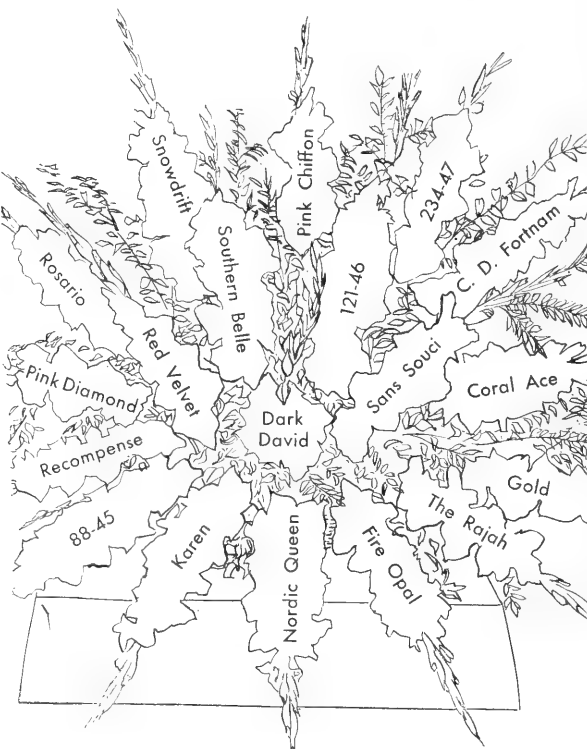 Snowdrift
Pink Chiffon
234-47
C. D. Fortnam
Southern Belle
121-46
Rosario
Red Velvet
Sans Souci
Pink Diamond
Coral Ace
Dark
David
Recompense
Gold
88-45
The Rajah
Karen
Nordic Queen
Fire Opal